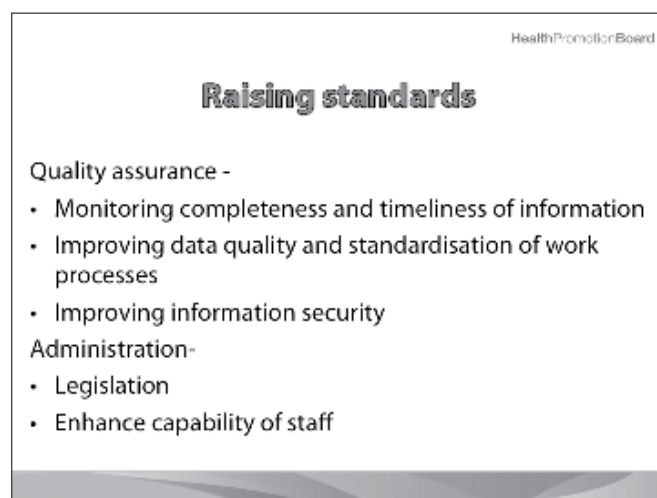 HealthPromotionBoard
Raising standards
Quality assurance -
• Monitoring completeness and timeliness of information
• Improving data quality and standardisation of work
processes
• Improving information security
Administration-
• Legislation
• Enhance capability of staff